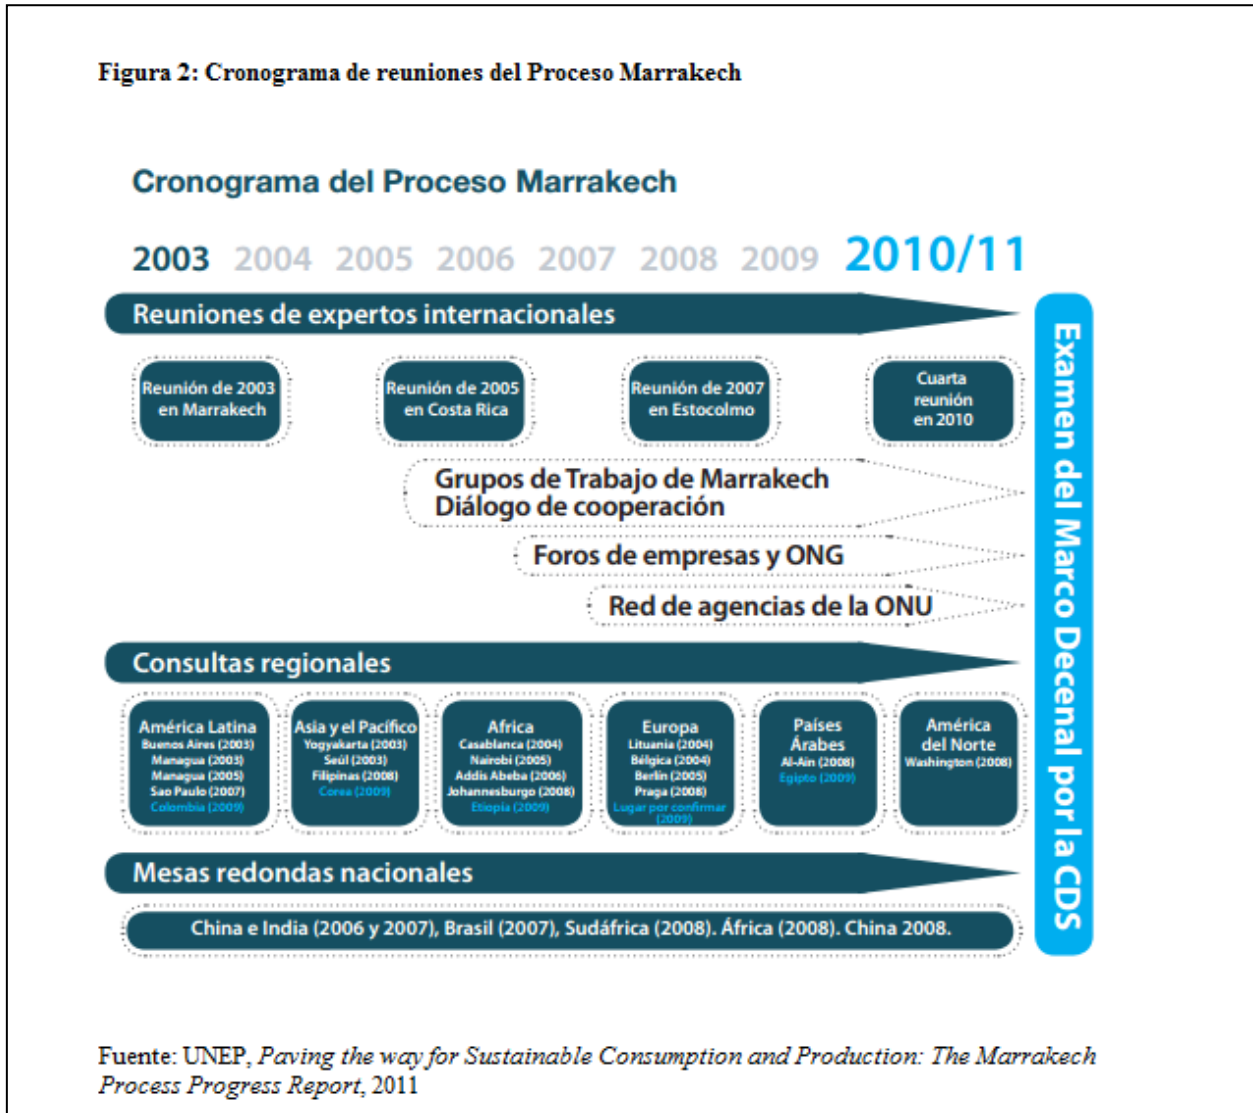 Figura 2: Cronograma de reuniones del Proceso Marrakech
Cronograma del Proceso Marrakech
2003 2004 2005 2006 2007 2008 2009 2010/11
Reuniones de expertos internacionales
Reunión de 2003
en Marrakech
Reunión de 2005
en Costa Rica
Reunión de 2007
en Estocolmo
Cuarta
reunión
en 2010
Grupos de Trabajo de Marrakech
Diálogo de cooperación
Foros de empresas y ONG
Red de agencias de la ONU
Consultas regionales
América Latina
Buenos Aires (2003)
Managua (2003)
Managua (2005)
Sao Paulo (2007)
Colombia (2009)
Asia y el Pacífico
Yogyakarta (2003)
Seúl (2003)
Filipinas (2008)
Corea (2009)
Africa
Casablanca (2004)
Nairobi (2005)
Addis Abeba (2006)
Johannesburgo (2008)
Etiopía (2009)
Europa
Lituania (2004)
Bélgica (2004)
Berlín (2005)
Praga (2008)
Lugar por confirmar
(2009)
Países
Árabes
Al-Ain (2008)
Egipto (2009)
América
del Norte
Washington (2008)
Mesas redondas nacionales
China e India (2006 y 2007), Brasil (2007), Sudáfrica (2008). África (2008). China 2008.
Examen del Marco Decenal por la CDS
Fuente: UNEP, Paving the way for Sustainable Consumption and Production: The Marrakech
Process Progress Report, 2011